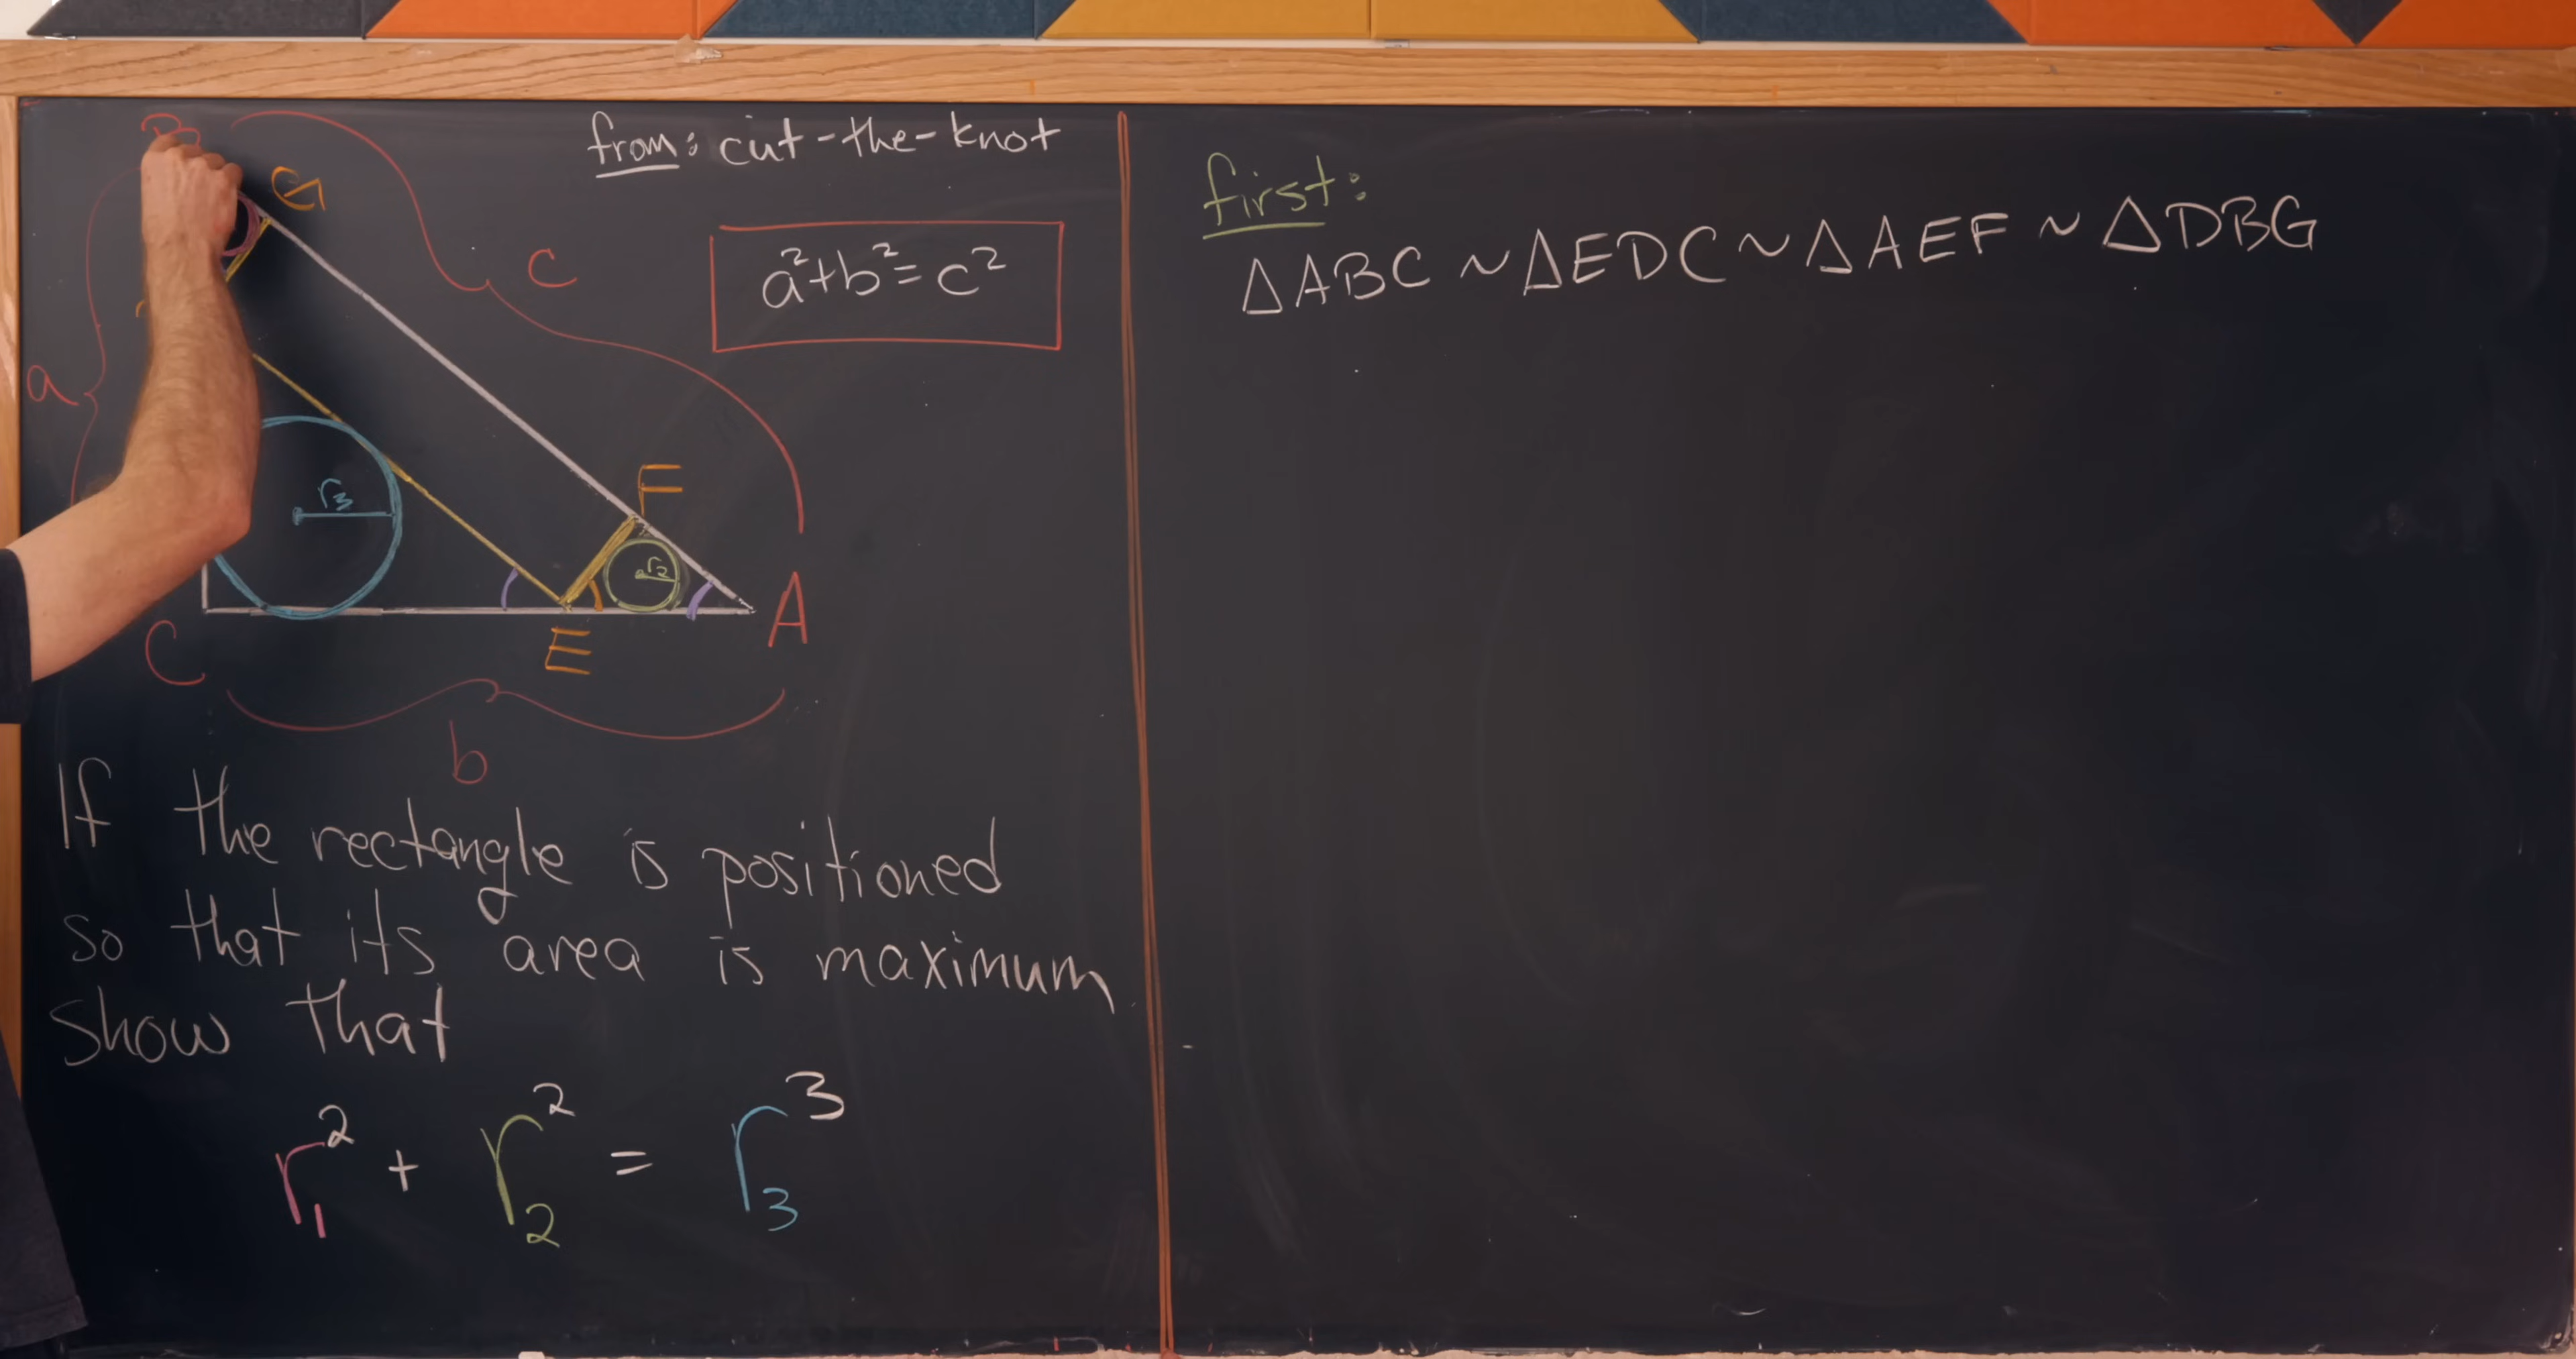 from: cut-the-knot
B
G
c
a² + b² = c²
a
F
r₃
r₂
A
C
E
b
If the rectangle is positioned
so that its area is maximum
show that
r₁² + r₂² = r₃³
first:
△ABC ~ △EDC ~ △AEF ~ △DBG